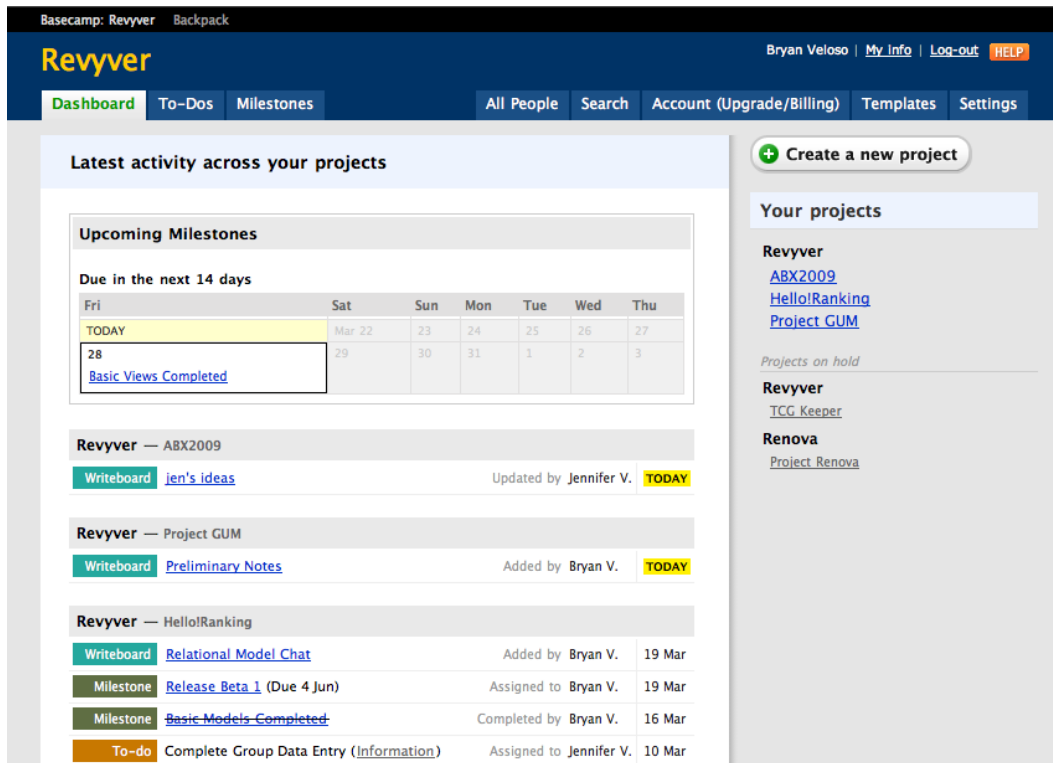 Basecamp: Revyver Backpack
Revyver
Bryan Veloso | My Info | Log-out HELP
Dashboard To-Dos Milestones All People Search Account (Upgrade/Billing) Templates Settings
Latest activity across your projects
Upcoming Milestones
Due in the next 14 days
Fri Sat Sun Mon Tue Wed Thu
TODAY Mar 22 23 24 25 26 27
28 29 30 31 1 2 3
Basic Views Completed
Revyver — ABX2009
Writeboard jen's ideas Updated by Jennifer V. TODAY
Revyver — Project GUM
Writeboard Preliminary Notes Added by Bryan V. TODAY
Revyver — Hello!Ranking
Writeboard Relational Model Chat Added by Bryan V. 19 Mar
Milestone Release Beta 1 (Due 4 Jun) Assigned to Bryan V. 19 Mar
Milestone Basic Models Completed Completed by Bryan V. 16 Mar
To-do Complete Group Data Entry (Information) Assigned to Jennifer V. 10 Mar
Create a new project
Your projects
Revyver
ABX2009
Hello!Ranking
Project GUM
Projects on hold
Revyver
TCG Keeper
Renova
Project Renova